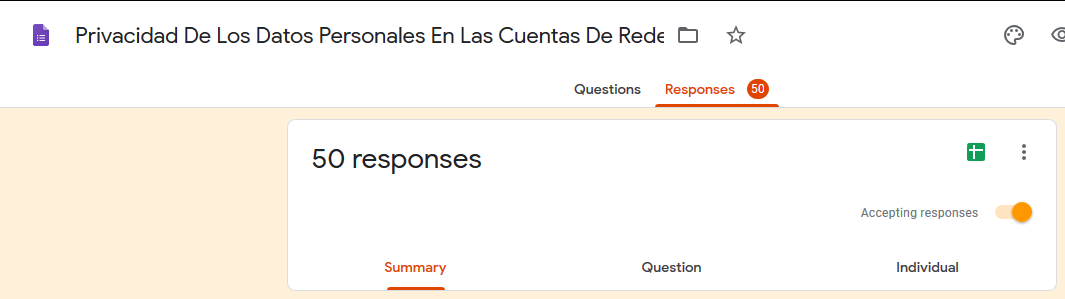 Privacidad De Los Datos Personales En Las Cuentas De Rede
Questions Responses 50
50 responses
Accepting responses
Summary Question Individual